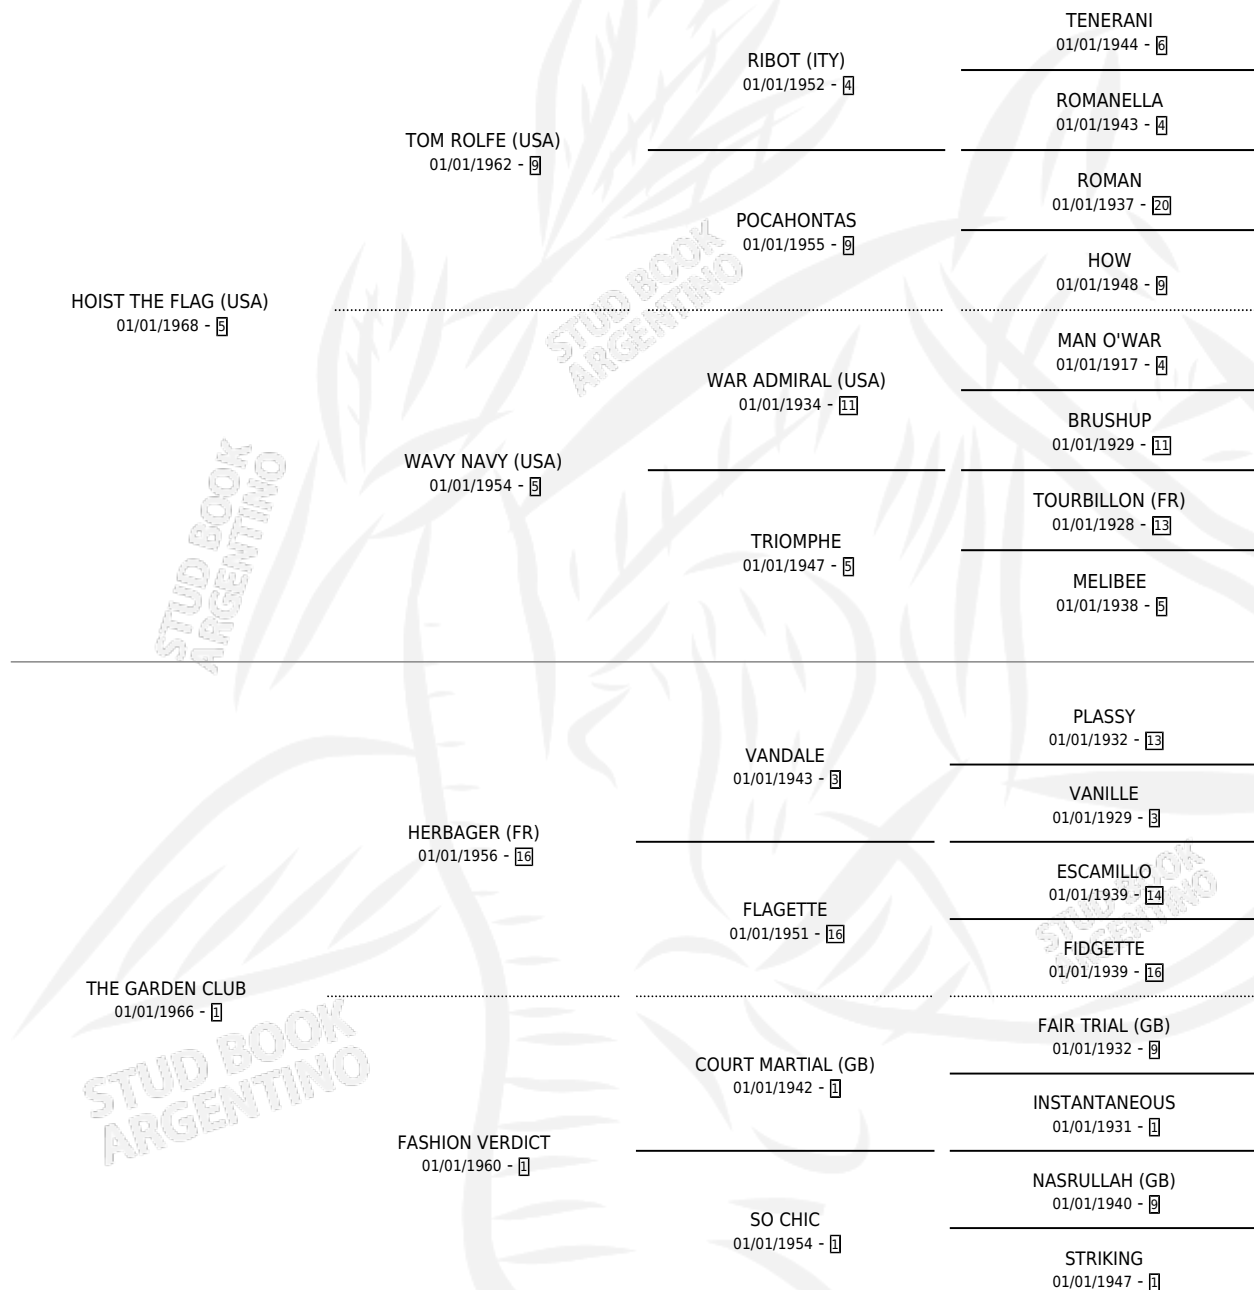 TENERANI
01/01/1944 - 6
RIBOT (ITY)
01/01/1952 - 4
ROMANELLA
01/01/1943 - 4
TOM ROLFE (USA)
01/01/1962 - 9
ROMAN
01/01/1937 - 20
POCAHONTAS
01/01/1955 - 9
HOW
01/01/1948 - 9
HOIST THE FLAG (USA)
01/01/1968 - 5
MAN O'WAR
01/01/1917 - 4
WAR ADMIRAL (USA)
01/01/1934 - 11
BRUSHUP
01/01/1929 - 11
WAVY NAVY (USA)
01/01/1954 - 5
TOURBILLON (FR)
01/01/1928 - 13
TRIOMPHE
01/01/1947 - 5
MELIBEE
01/01/1938 - 5
STUD BOOK
ARGENTINO
STUD BOOK
ARGENTINO
PLASSY
01/01/1932 - 13
VANDALE
01/01/1943 - 3
VANILLE
01/01/1929 - 3
HERBAGER (FR)
01/01/1956 - 16
ESCAMILLO
01/01/1939 - 14
FLAGETTE
01/01/1951 - 16
FIDGETTE
01/01/1939 - 16
THE GARDEN CLUB
01/01/1966 - 1
FAIR TRIAL (GB)
01/01/1932 - 9
COURT MARTIAL (GB)
01/01/1942 - 1
INSTANTANEOUS
01/01/1931 - 1
FASHION VERDICT
01/01/1960 - 1
NASRULLAH (GB)
01/01/1940 - 9
SO CHIC
01/01/1954 - 1
STRIKING
01/01/1947 - 1
STUD BOOK
ARGENTINO
STUD BOOK
ARGENTINO